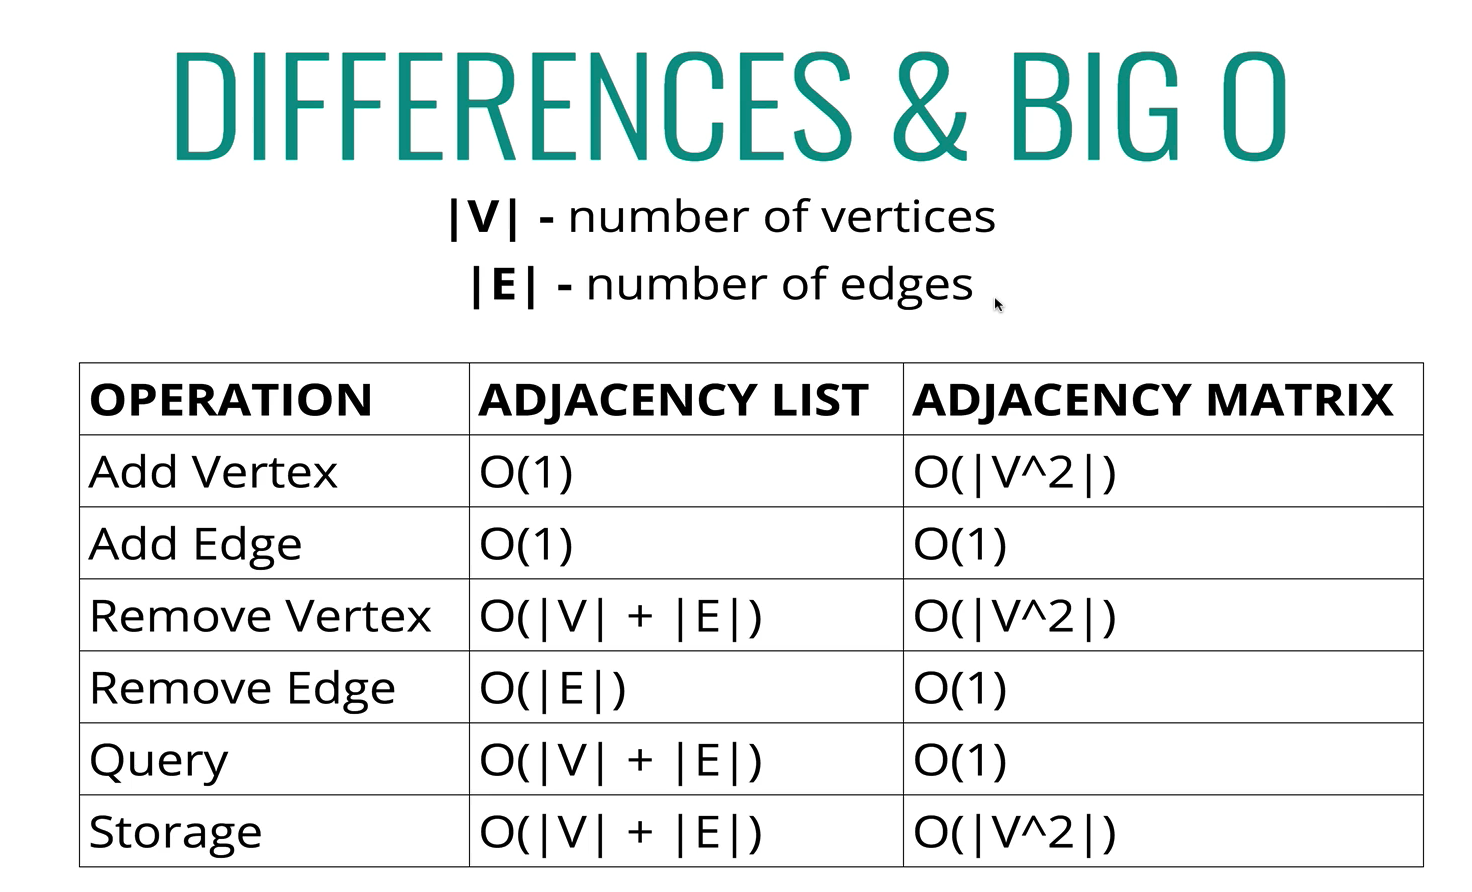 DIFFERENCES & BIG O
|V| - number of vertices
|E| - number of edges
OPERATION ADJACENCY LIST ADJACENCY MATRIX
Add Vertex O(1) O(|V^2|)
Add Edge O(1) O(1)
Remove Vertex O(|V| + |E|) O(|V^2|)
Remove Edge O(|E|) O(1)
Query O(|V| + |E|) O(1)
Storage O(|V| + |E|) O(|V^2|)